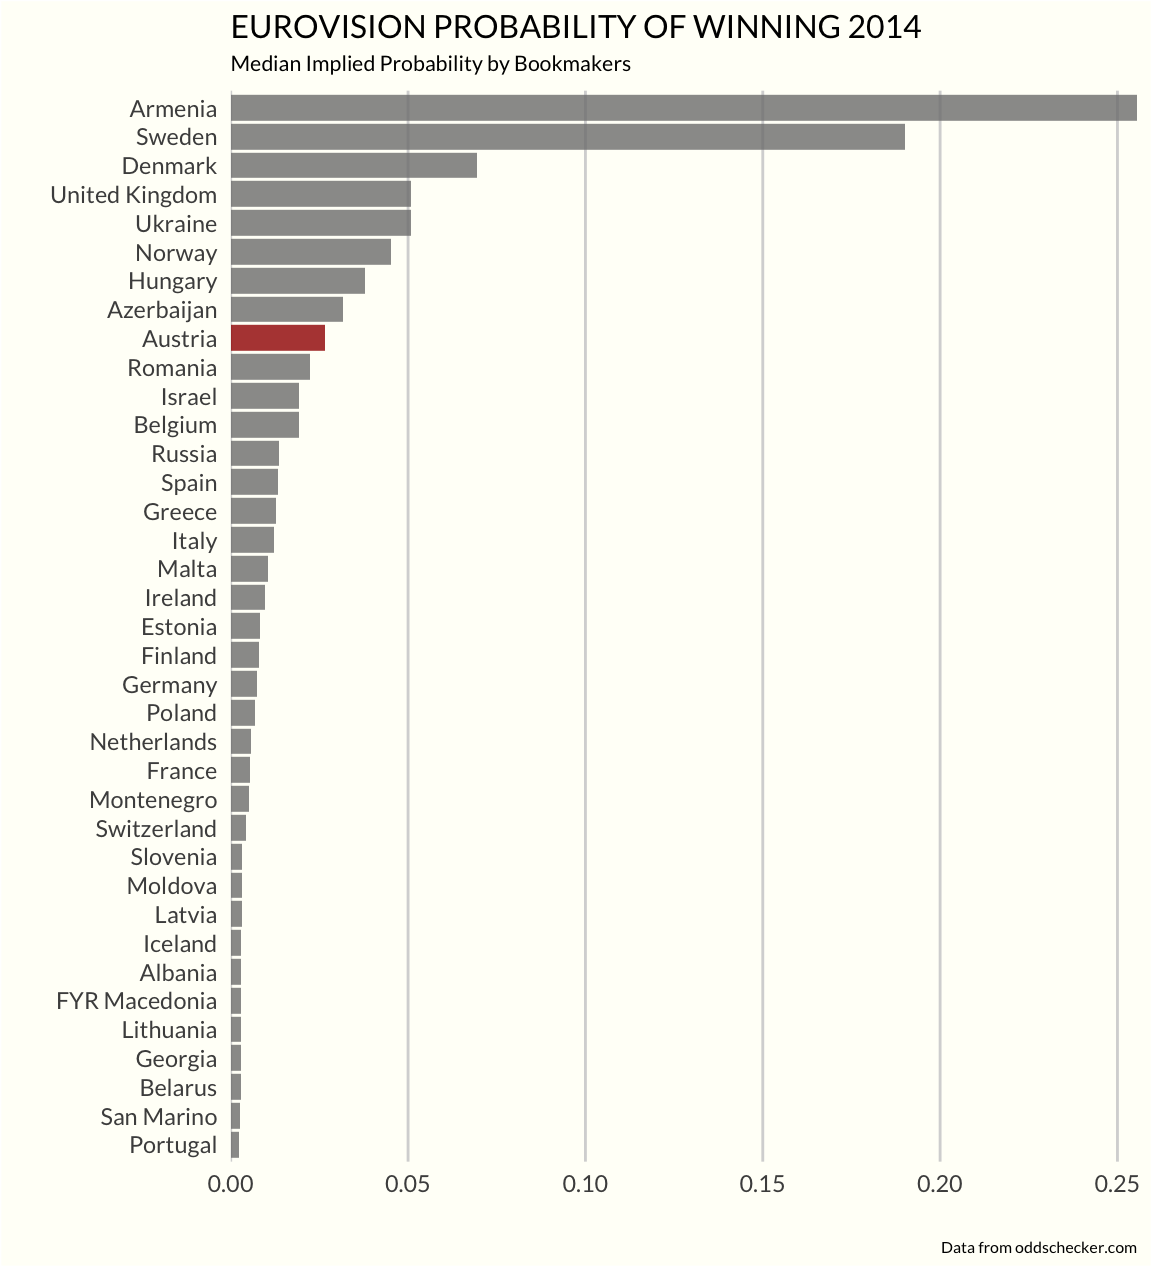 EUROVISION PROBABILITY OF WINNING 2014
Median Implied Probability by Bookmakers
Armenia
Sweden
Denmark
United Kingdom
Ukraine
Norway
Hungary
Azerbaijan
Austria
Romania
Israel
Belgium
Russia
Spain
Greece
Italy
Malta
Ireland
Estonia
Finland
Germany
Poland
Netherlands
France
Montenegro
Switzerland
Slovenia
Moldova
Latvia
Iceland
Albania
FYR Macedonia
Lithuania
Georgia
Belarus
San Marino
Portugal
0.00 0.05 0.10 0.15 0.20 0.25
Data from oddschecker.com